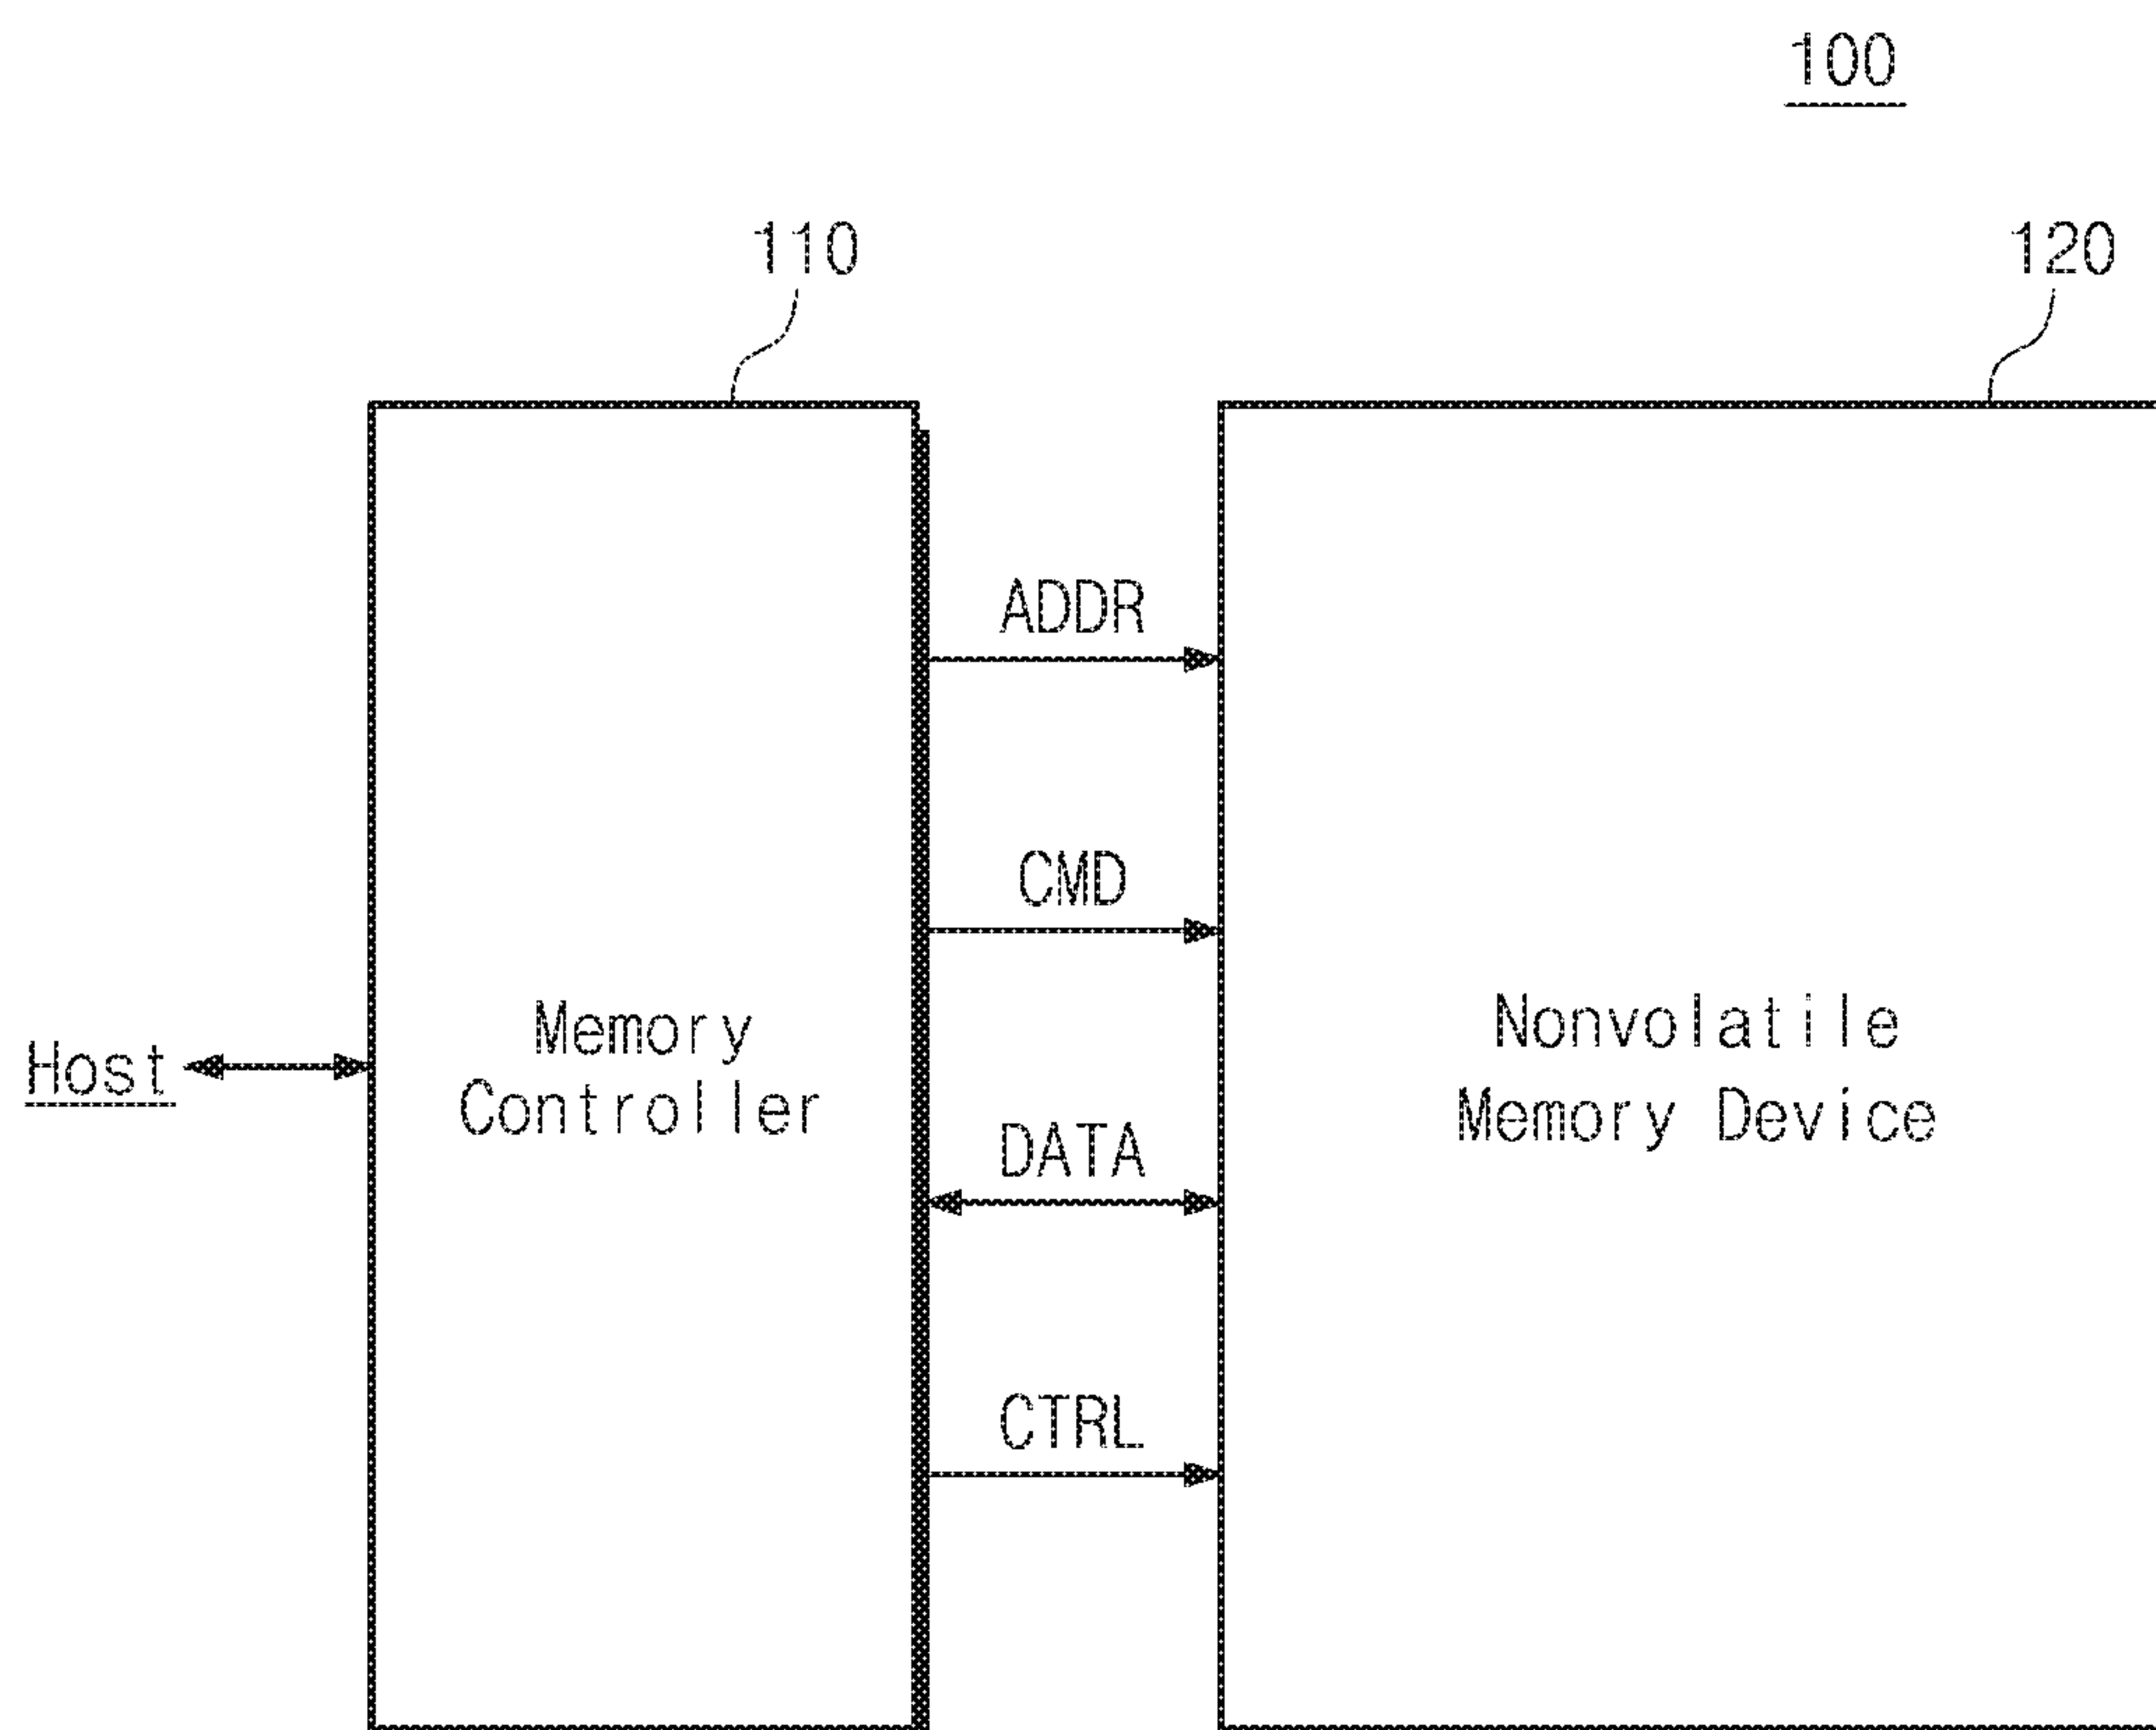 100
110
120
ADDR
CMD
Host
Memory
Controller
Nonvolatile
Memory Device
DATA
CTRL